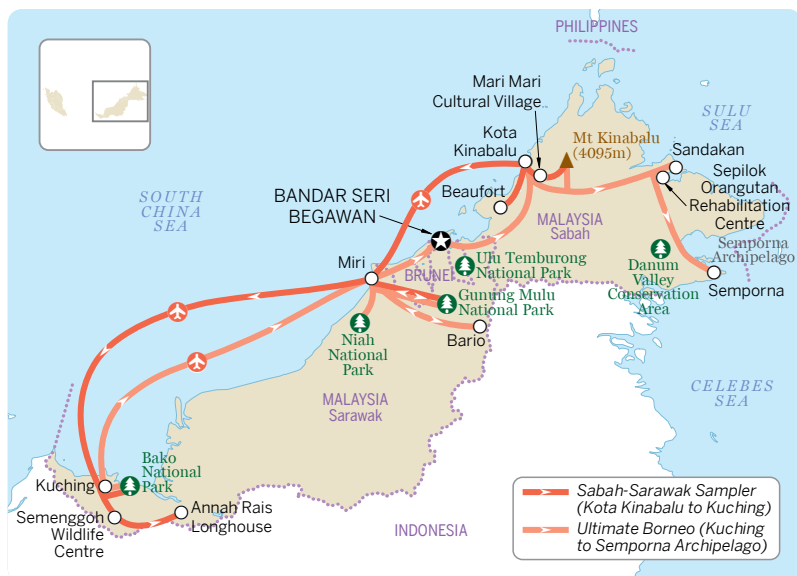 PHILIPPINES
Mari Mari
Cultural Village
SULU
SEA
Kota
Kinabalu
Mt Kinabalu
(4095m)
Sandakan
Sepilok
Orangutan
Rehabilitation
Centre
Beaufort
SOUTH
CHINA
SEA
BANDAR SERI
BEGAWAN
MALAYSIA
Sabah
Semporna
Archipelago
Miri
BRUNEI
Ulu Temburong
National Park
Danum
Valley
Conservation
Area
Semporna
Gunung Mulu
National Park
Bario
Niah
National
Park
MALAYSIA
Sarawak
CELEBES
SEA
Bako
National
Park
Kuching
Semenggoh
Wildlife
Centre
Annah Rais
Longhouse
INDONESIA
Sabah-Sarawak Sampler
(Kota Kinabalu to Kuching)
Ultimate Borneo (Kuching
to Semporna Archipelago)